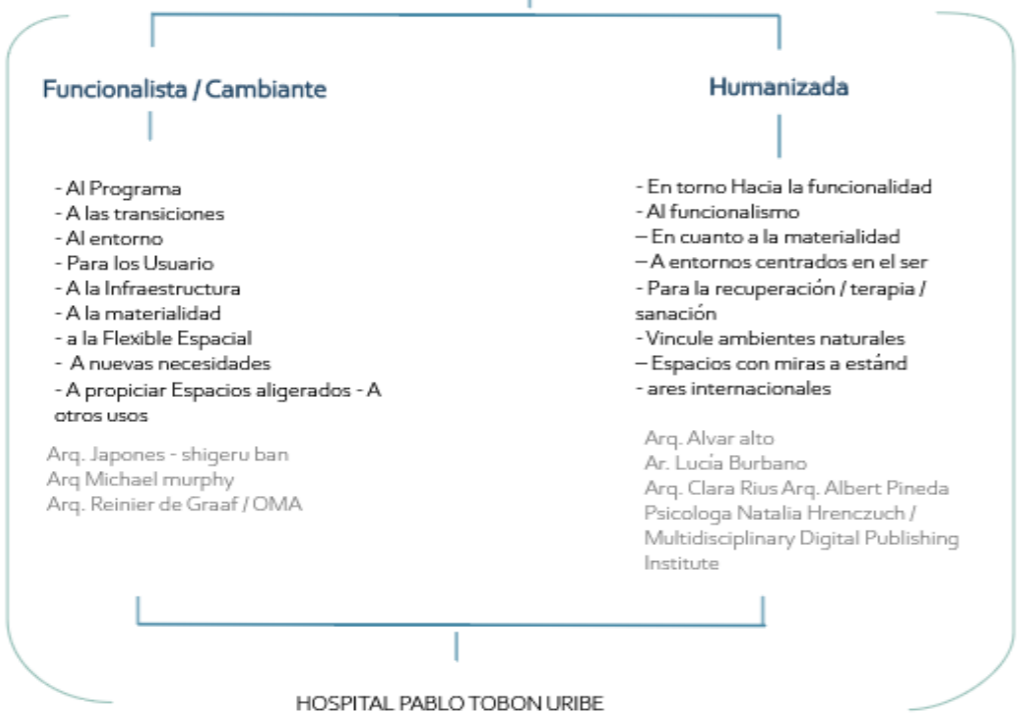 Funcionalista / Cambiante
- Al Programa
- A las transiciones
- Al entorno
- Para los Usuario
- A la Infraestructura
- A la materialidad
- a la Flexible Espacial
- A nuevas necesidades
- A propiciar Espacios aligerados - A
otros usos
Arq. Japones - shigeru ban
Arq Michael murphy
Arq. Reinier de Graaf / OMA
Humanizada
- En torno Hacia la funcionalidad
- Al funcionalismo
– En cuanto a la materialidad
– A entornos centrados en el ser
- Para la recuperación / terapia /
sanación
- Vincule ambientes naturales
– Espacios con miras a estánd
- ares internacionales
Arq. Alvar alto
Ar. Lucía Burbano
Arq. Clara Rius Arq. Albert Pineda
Psicologa Natalia Hrenczuch /
Multidisciplinary Digital Publishing
Institute
HOSPITAL PABLO TOBON URIBE